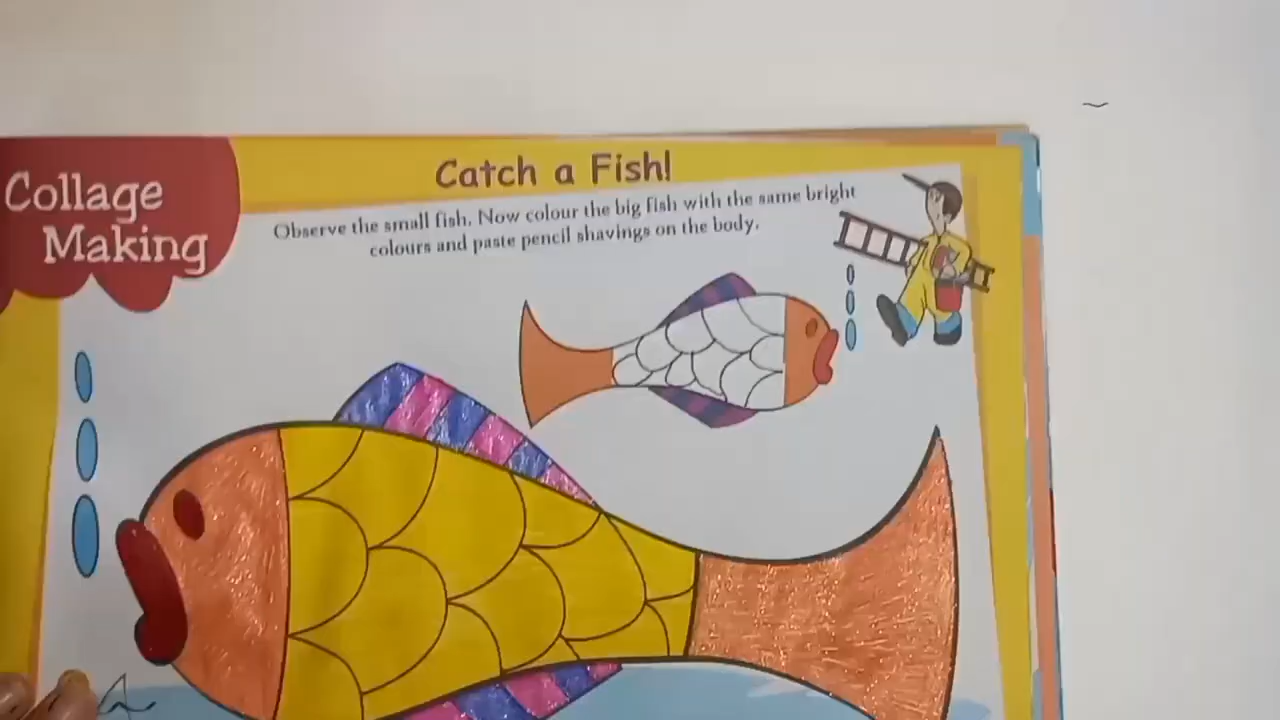 Collage
Making
Catch a Fish!
Observe the small fish. Now colour the big fish with the same bright
colours and paste pencil shavings on the body.